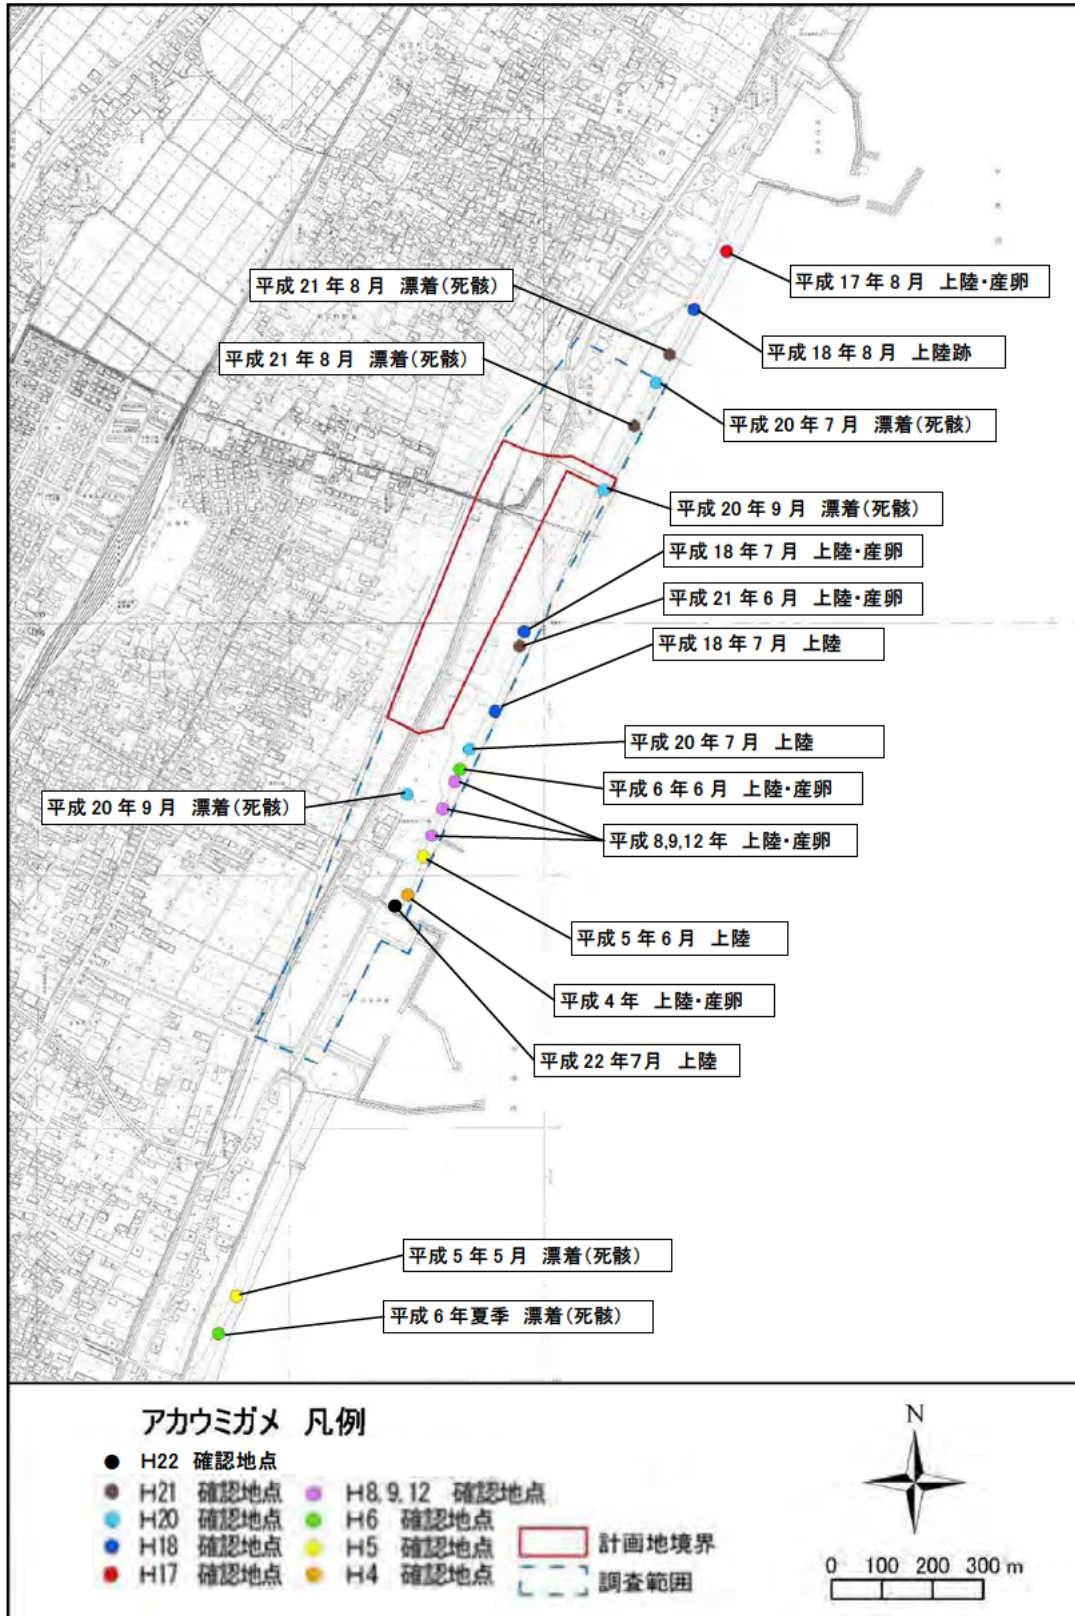 平成 17 年 8 月 上陸・産卵
平成 21 年 8 月 漂着(死骸)
平成 18 年 8 月 上陸跡
平成 21 年 8 月 漂着(死骸)
平成 20 年 7 月 漂着(死骸)
平成 20 年 9 月 漂着(死骸)
平成 18 年 7 月 上陸・産卵
平成 21 年 6 月 上陸・産卵
平成 18 年 7 月 上陸
平成 20 年 7 月 上陸
平成 6 年 6 月 上陸・産卵
平成 20 年 9 月 漂着(死骸)
平成 8,9,12 年 上陸・産卵
平成 5 年 6 月 上陸
平成 4 年 上陸・産卵
平成 22 年7月 上陸
平成 5 年 5 月 漂着(死骸)
平成 6 年夏季 漂着(死骸)
アカウミガメ 凡例
H22 確認地点
H21 確認地点
H20 確認地点
H18 確認地点
H17 確認地点
H8,9,12 確認地点
H6 確認地点
H5 確認地点
H4 確認地点
計画地境界
調査範囲
N
0 100 200 300 m